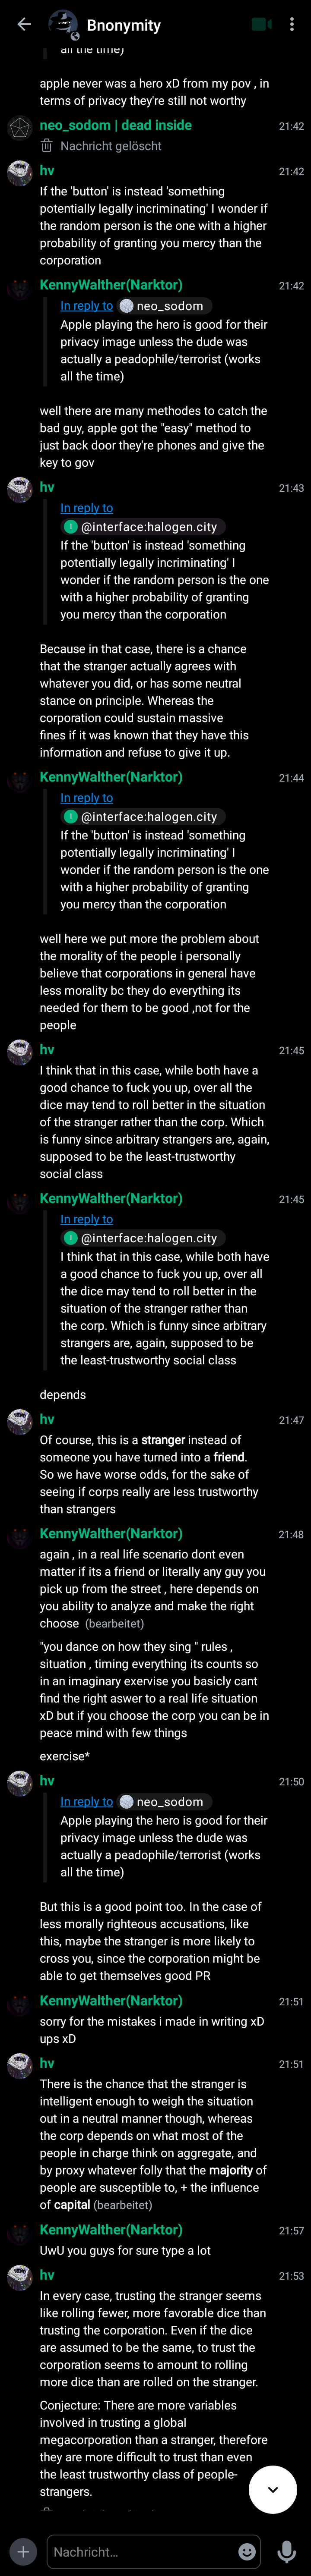 Bnonymity
all the time)
apple never was a hero xD from my pov , in
terms of privacy they're still not worthy
neo_sodom | dead inside 21:42
Nachricht gelöscht
hv 21:42
If the 'button' is instead 'something
potentially legally incriminating' I wonder if
the random person is the one with a higher
probability of granting you mercy than the
corporation
KennyWalther(Narktor) 21:42
In reply to neo_sodom
Apple playing the hero is good for their
privacy image unless the dude was
actually a peadophile/terrorist (works
all the time)
well there are many methodes to catch the
bad guy, apple got the "easy" method to
just back door they're phones and give the
key to gov
hv 21:43
In reply to
I @interface:halogen.city
If the 'button' is instead 'something
potentially legally incriminating' I
wonder if the random person is the one
with a higher probability of granting
you mercy than the corporation
Because in that case, there is a chance
that the stranger actually agrees with
whatever you did, or has some neutral
stance on principle. Whereas the
corporation could sustain massive
fines if it was known that they have this
information and refuse to give it up.
KennyWalther(Narktor) 21:44
In reply to
I @interface:halogen.city
If the 'button' is instead 'something
potentially legally incriminating' I
wonder if the random person is the one
with a higher probability of granting
you mercy than the corporation
well here we put more the problem about
the morality of the people i personally
believe that corporations in general have
less morality bc they do everything its
needed for them to be good ,not for the
people
hv 21:45
I think that in this case, while both have a
good chance to fuck you up, over all the
dice may tend to roll better in the situation
of the stranger rather than the corp. Which
is funny since arbitrary strangers are, again,
supposed to be the least-trustworthy
social class
KennyWalther(Narktor) 21:45
In reply to
I @interface:halogen.city
I think that in this case, while both have
a good chance to fuck you up, over all
the dice may tend to roll better in the
situation of the stranger rather than
the corp. Which is funny since arbitrary
strangers are, again, supposed to be
the least-trustworthy social class
depends
hv 21:47
Of course, this is a stranger instead of
someone you have turned into a friend.
So we have worse odds, for the sake of
seeing if corps really are less trustworthy
than strangers
KennyWalther(Narktor) 21:48
again , in a real life scenario dont even
matter if its a friend or literally any guy you
pick up from the street , here depends on
you ability to analyze and make the right
choose (bearbeitet)
"you dance on how they sing " rules ,
situation , timing everything its counts so
in an imaginary exervise you basicly cant
find the right aswer to a real life situation
xD but if you choose the corp you can be in
peace mind with few things
exercise*
hv 21:50
In reply to neo_sodom
Apple playing the hero is good for their
privacy image unless the dude was
actually a peadophile/terrorist (works
all the time)
But this is a good point too. In the case of
less morally righteous accusations, like
this, maybe the stranger is more likely to
cross you, since the corporation might be
able to get themselves good PR
KennyWalther(Narktor) 21:51
sorry for the mistakes i made in writing xD
ups xD
hv 21:51
There is the chance that the stranger is
intelligent enough to weigh the situation
out in a neutral manner though, whereas
the corp depends on what most of the
people in charge think on aggregate, and
by proxy whatever folly that the majority of
people are susceptible to, + the influence
of capital (bearbeitet)
KennyWalther(Narktor) 21:57
UwU you guys for sure type a lot
hv 21:53
In every case, trusting the stranger seems
like rolling fewer, more favorable dice than
trusting the corporation. Even if the dice
are assumed to be the same, to trust the
corporation seems to amount to rolling
more dice than are rolled on the stranger.
Conjecture: There are more variables
involved in trusting a global
megacorporation than a stranger, therefore
they are more difficult to trust than even
the least trustworthy class of people-
strangers.
Nachricht…